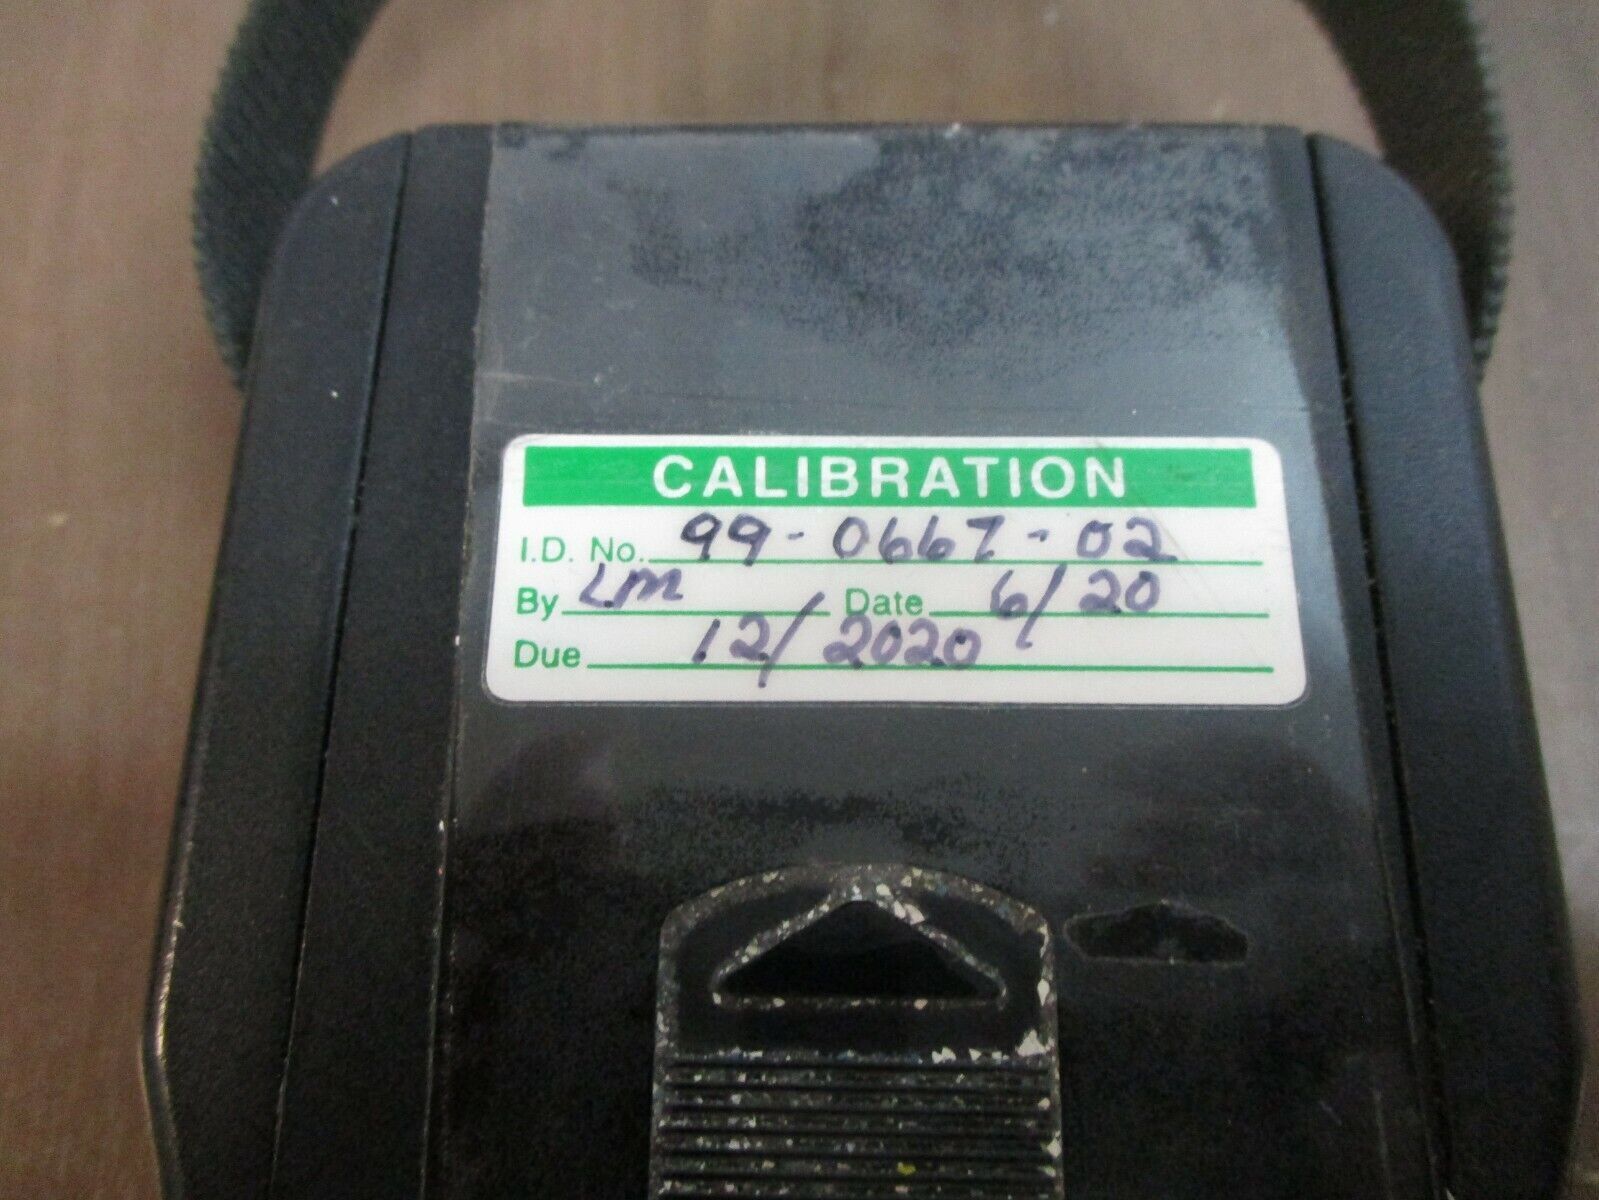 CALIBRATION
I.D. No. 99-0667-02
By LM Date 6/20
Due 12/2020